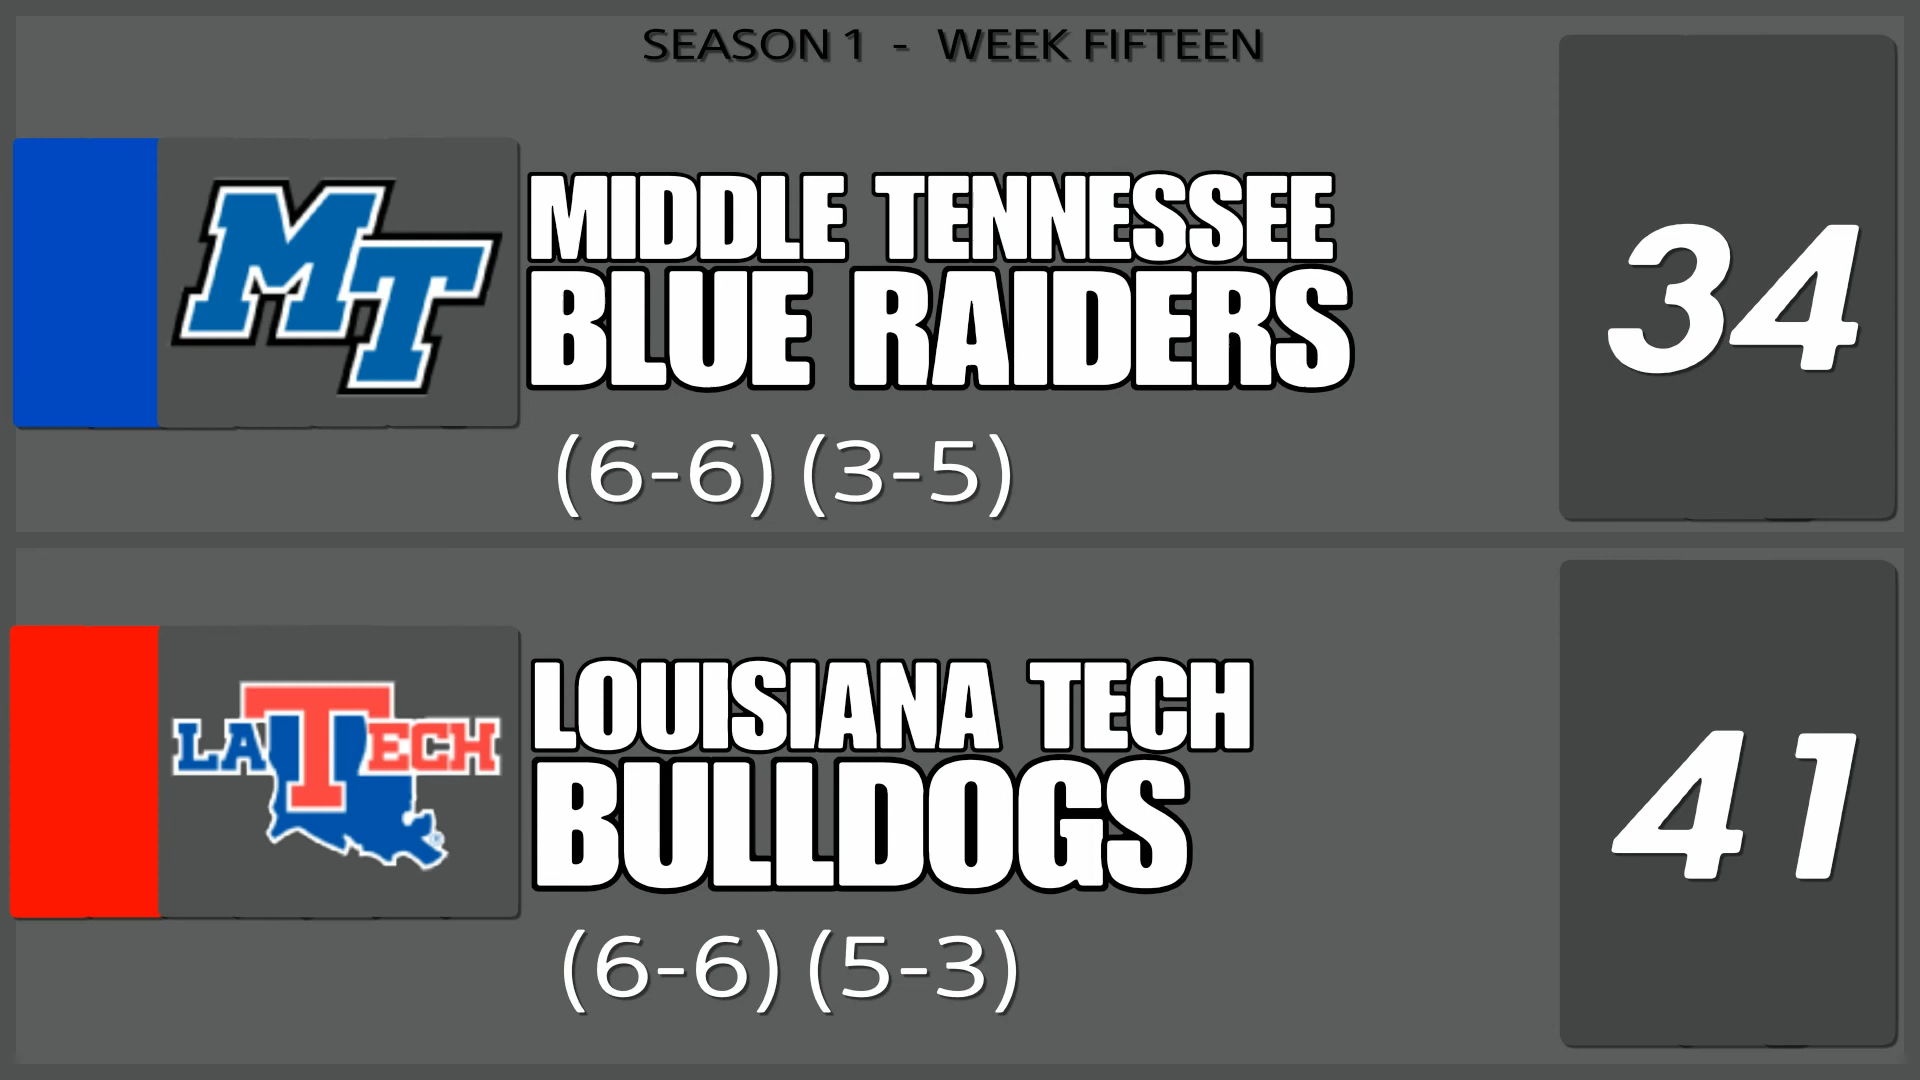 SEASON 1 - WEEK FIFTEEN
MT
MIDDLE TENNESSEE
BLUE RAIDERS
34
(6-6) (3-5)
LA TECH
LOUISIANA TECH
BULLDOGS
41
(6-6) (5-3)